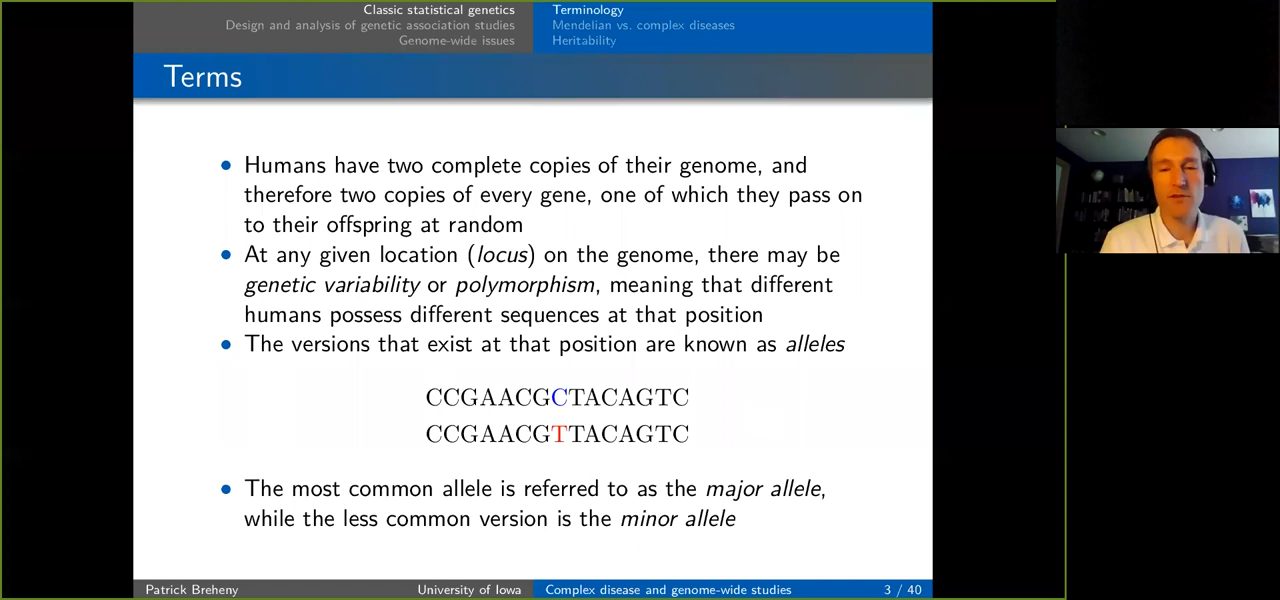 Classic statistical genetics
Design and analysis of genetic association studies
Genome-wide issues
Terminology
Mendelian vs. complex diseases
Heritability
Terms
• Humans have two complete copies of their genome, and
therefore two copies of every gene, one of which they pass on
to their offspring at random
• At any given location (locus) on the genome, there may be
genetic variability or polymorphism, meaning that different
humans possess different sequences at that position
• The versions that exist at that position are known as alleles
CCGAACGCTACAGTC
CCGAACGTTACAGTC
• The most common allele is referred to as the major allele,
while the less common version is the minor allele
Patrick Breheny University of Iowa Complex disease and genome-wide studies 3 / 40